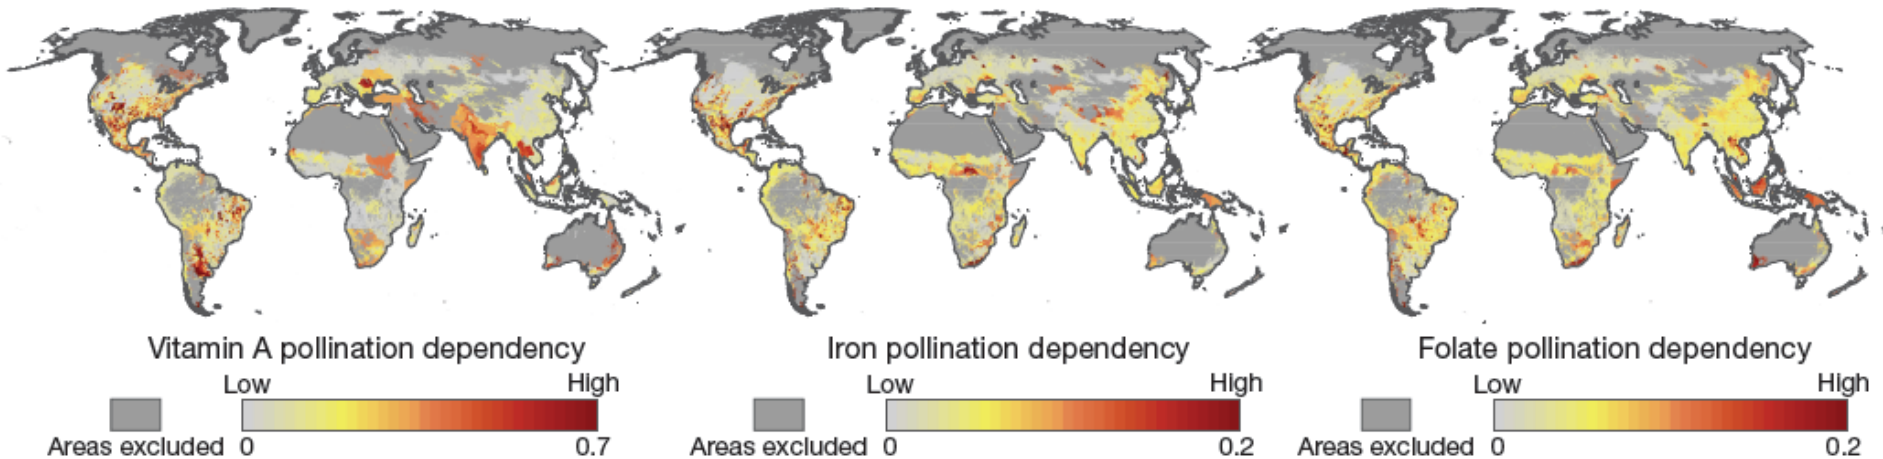 Vitamin A pollination dependency
Low High
Areas excluded 0 0.7
Iron pollination dependency
Low High
Areas excluded 0 0.2
Folate pollination dependency
Low High
Areas excluded 0 0.2